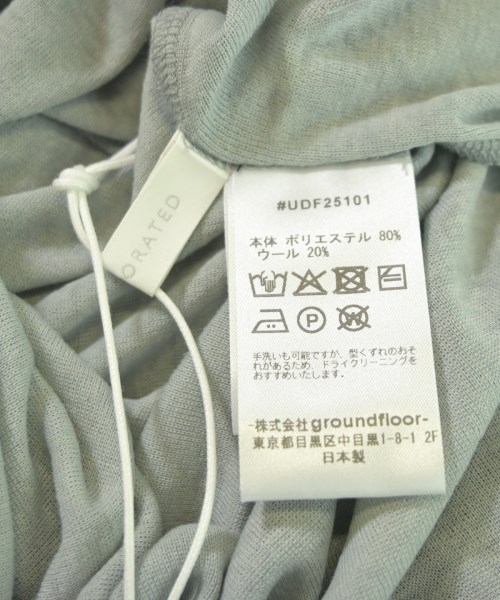 ORATED
#UDF25101
本体 ポリエステル 80%
ウール 20%
P W
手洗いも可能ですが、型くずれのおそ
れがあるため、ドライクリーニングを
おすすめいたします。
-株式会社groundfloor-
東京都目黒区中目黒1-8-1 2F
日本製